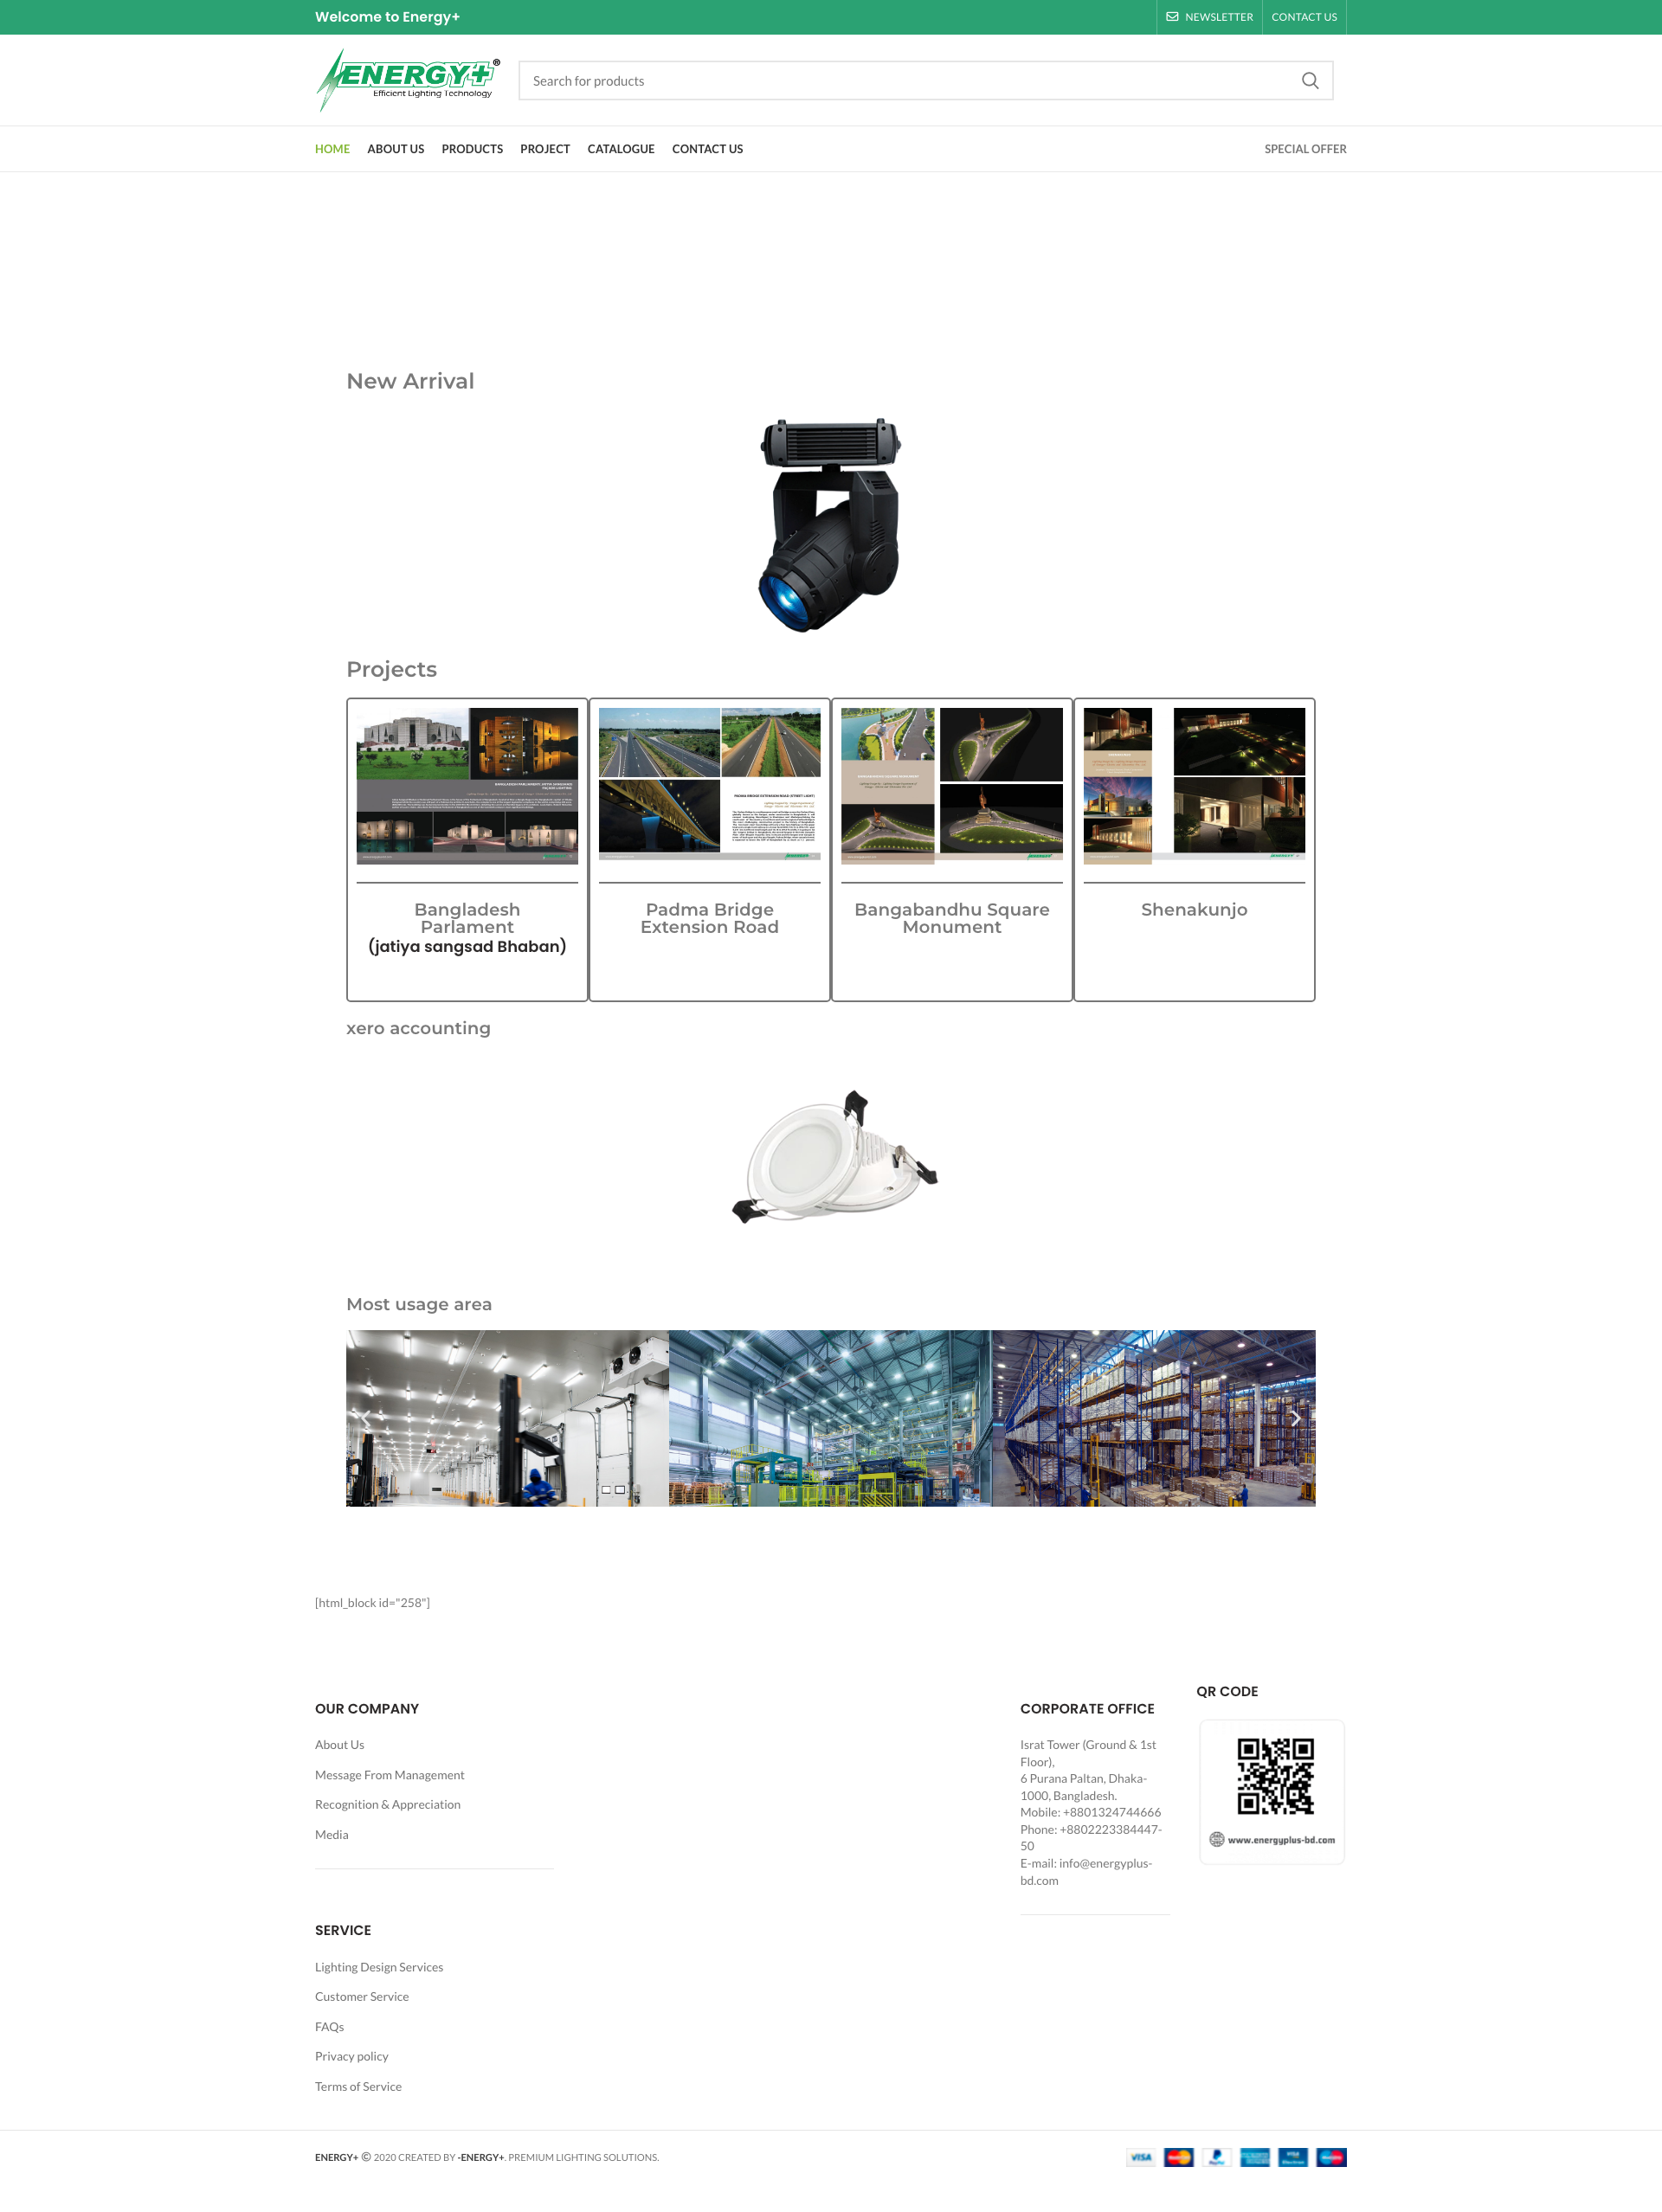 Welcome to Energy+
NEWSLETTER
CONTACT US
ENERGY+®
Efficient Lighting Technology
Search for products
HOME
ABOUT US
PRODUCTS
PROJECT
CATALOGUE
CONTACT US
SPECIAL OFFER
New Arrival
Projects
Bangladesh
Parlament
(jatiya sangsad Bhaban)
Padma Bridge
Extension Road
Bangabandhu Square
Monument
Shenakunjo
xero accounting
Most usage area
[html_block id="258"]
OUR COMPANY
About Us
Message From Management
Recognition & Appreciation
Media
SERVICE
Lighting Design Services
Customer Service
FAQs
Privacy policy
Terms of Service
CORPORATE OFFICE
Israt Tower (Ground & 1st
Floor),
6 Purana Paltan, Dhaka-
1000, Bangladesh.
Mobile: +8801324744666
Phone: +8802223384447-
50
E-mail: info@energyplus-
bd.com
QR CODE
www.energyplus-bd.com
ENERGY+ © 2020 CREATED BY -ENERGY+. PREMIUM LIGHTING SOLUTIONS.
VISA
PayPal